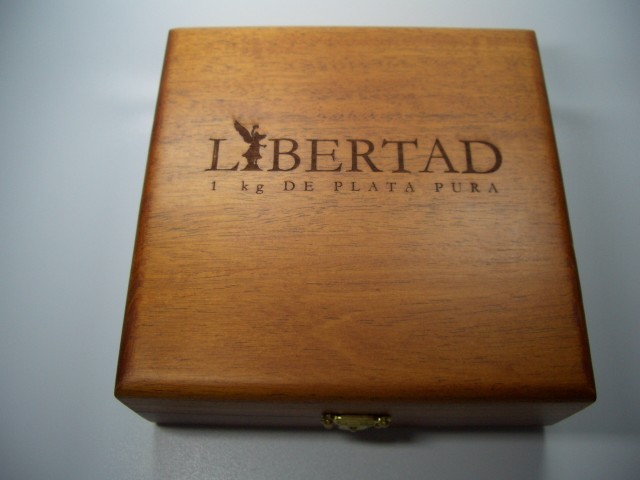 LIBERTAD
1 kg DE PLATA PURA